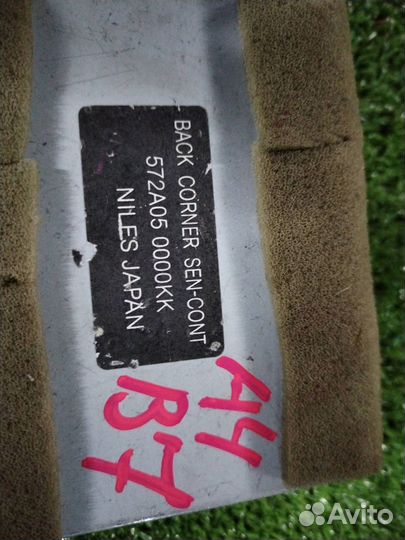 BACK CORNER SEN-CONT
572A05 0000KK
NILES JAPAN
A4
B7
Avito